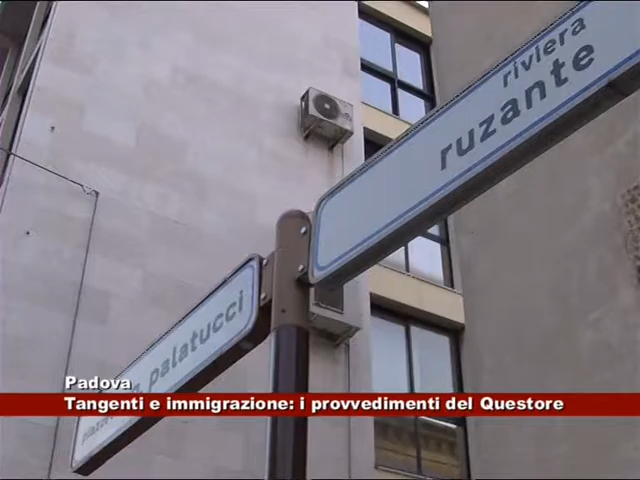 riviera
ruzante
palatucci
Padova
Tangenti e immigrazione: i provvedimenti del Questore